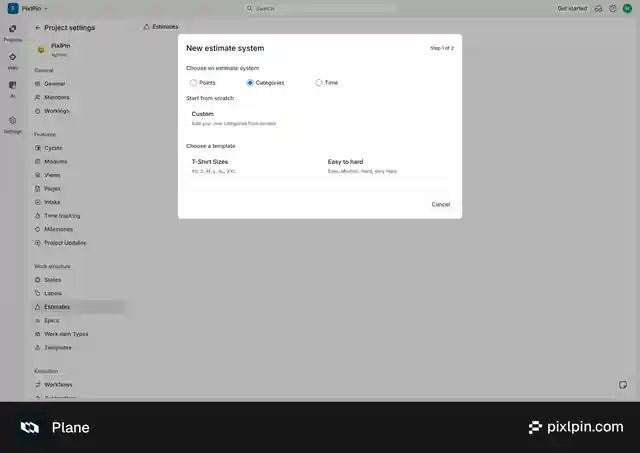 PixlPin
Search
Get started
Projects
Wiki
AI
Settings
Project settings
PixlPin
General
General
Members
Workings
Features
Cycles
Modules
Views
Pages
Intake
Time tracking
Milestones
Project Updates
Work structure
States
Labels
Estimates
Epics
Work item Types
Templates
Execution
Workflows
Estimates
New estimate system
Step 1 of 2
Choose an estimate system
Points
Categories
Time
Start from scratch
Custom
Add your own categories from scratch
Choose a template
T-Shirt Sizes
XS, S, M, L, XL, XXL
Easy to hard
Easy, Medium, Hard, Very Hard
Cancel
Plane
pixlpin.com